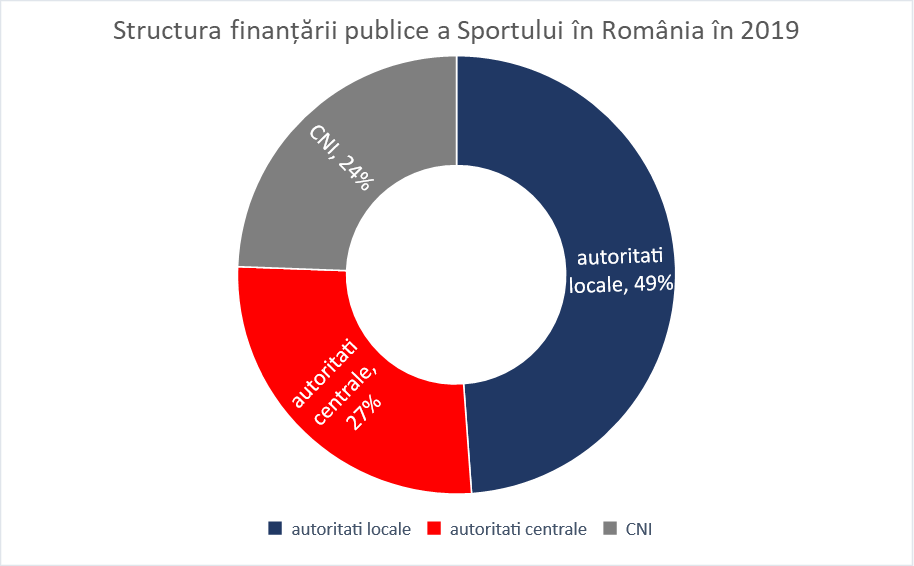 Structura finanțării publice a Sportului în România în 2019
CNI, 24%
autoritati
locale, 49%
autoritati
centrale,
27%
autoritati locale
autoritati centrale
CNI